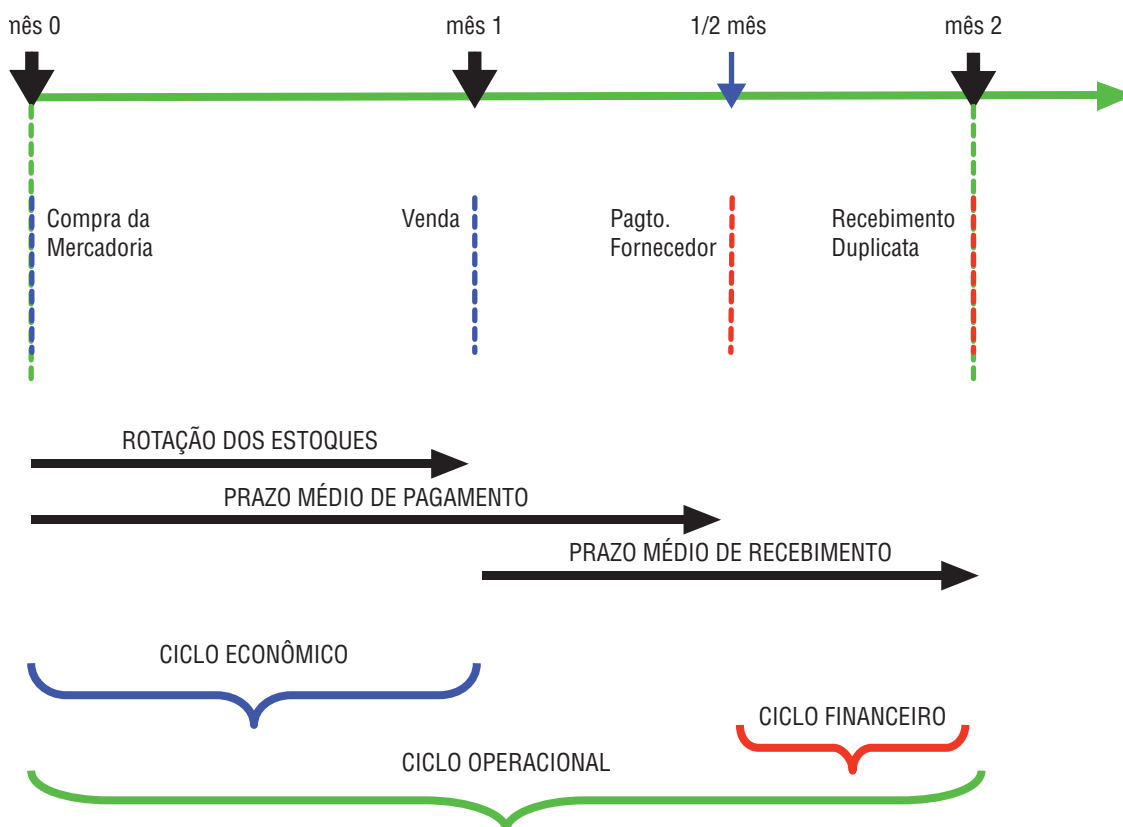 mês 0
mês 1
1/2 mês
mês 2
Compra da
Mercadoria
Venda
Pagto.
Fornecedor
Recebimento
Duplicata
ROTAÇÃO DOS ESTOQUES
PRAZO MÉDIO DE PAGAMENTO
PRAZO MÉDIO DE RECEBIMENTO
CICLO ECONÔMICO
CICLO FINANCEIRO
CICLO OPERACIONAL